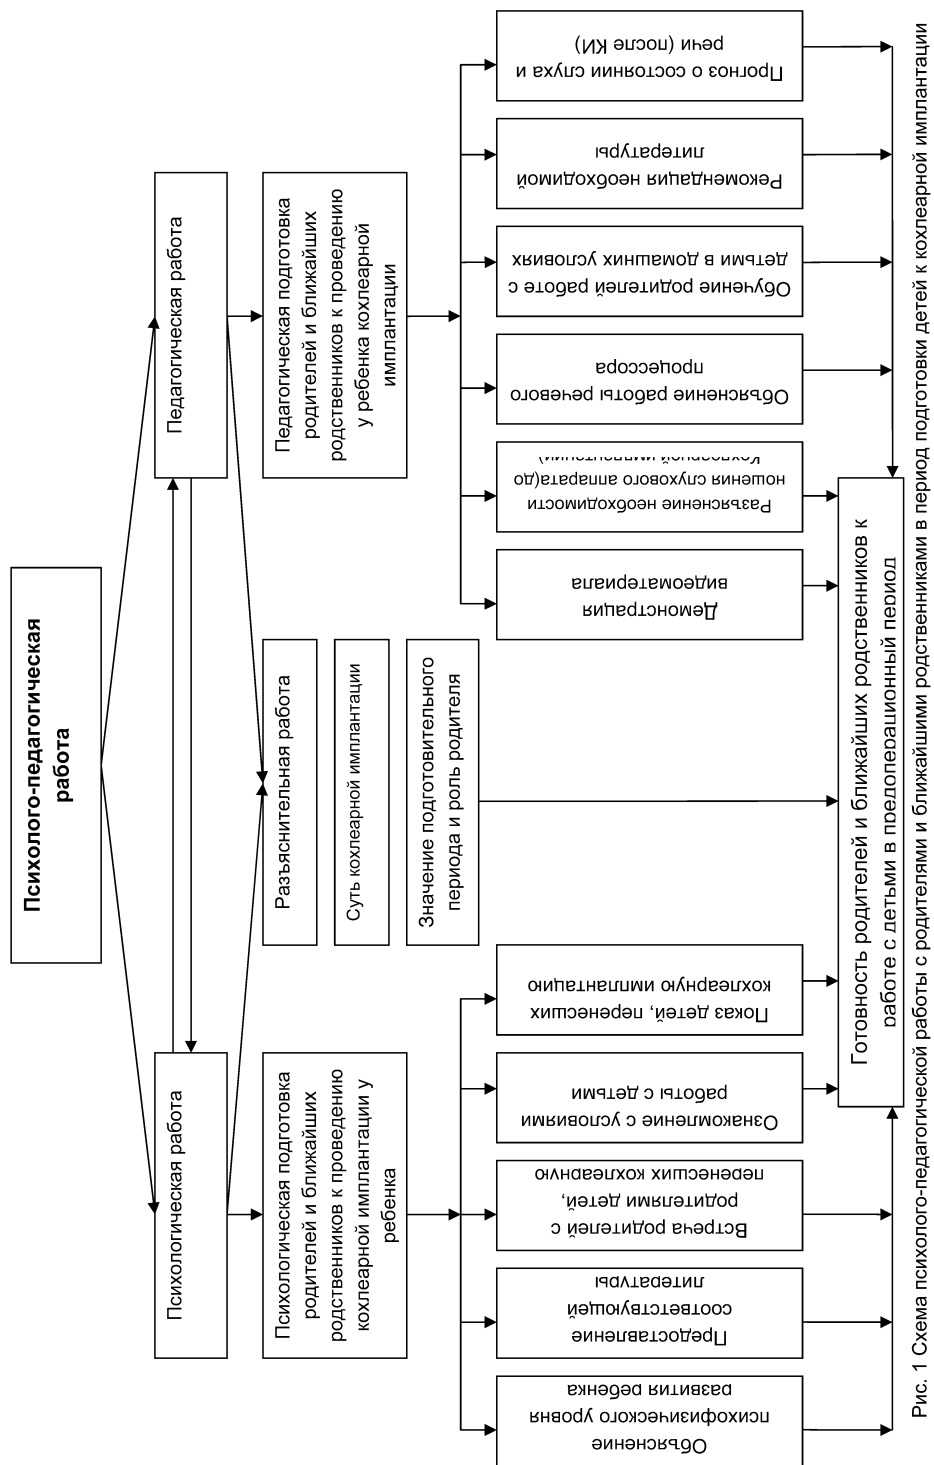 Психолого-педагогическая
работа
Психологическая работа
Педагогическая работа
Психологическая подготовка
родителей и ближайших
родственников к проведению
кохлеарной имплантации у
ребенка
Разъяснительная работа
Суть кохлеарной имплантации
Значение подготовительного
периода и роль родителя
Педагогическая подготовка
родителей и ближайших
родственников к проведению
у ребенка кохлеарной
имплантации
Объяснение
психофизического уровня
развития ребенка
Предоставление
соответствующей
литературы
Встреча родителей с
родителями детей,
перенесших кохлеарную
Ознакомление с условиями
работы с детьми
Показ детей, перенесших
кохлеарную имплантацию
Демонстрация
видеоматериала
Разъяснение необходимости
ношения слухового аппарата(до
кохлеарной имплантации)
Объяснение работы речевого
процессора
Обучение родителей работе с
детьми в домашних условиях
Рекомендация необходимой
литературы
Прогноз о состоянии слуха и
речи (после КИ)
Готовность родителей и ближайших родственников к
работе с детьми в предоперационный период
Рис. 1 Схема психолого-педагогической работы с родителями и ближайшими родственниками в период подготовки детей к кохлеарной имплантации